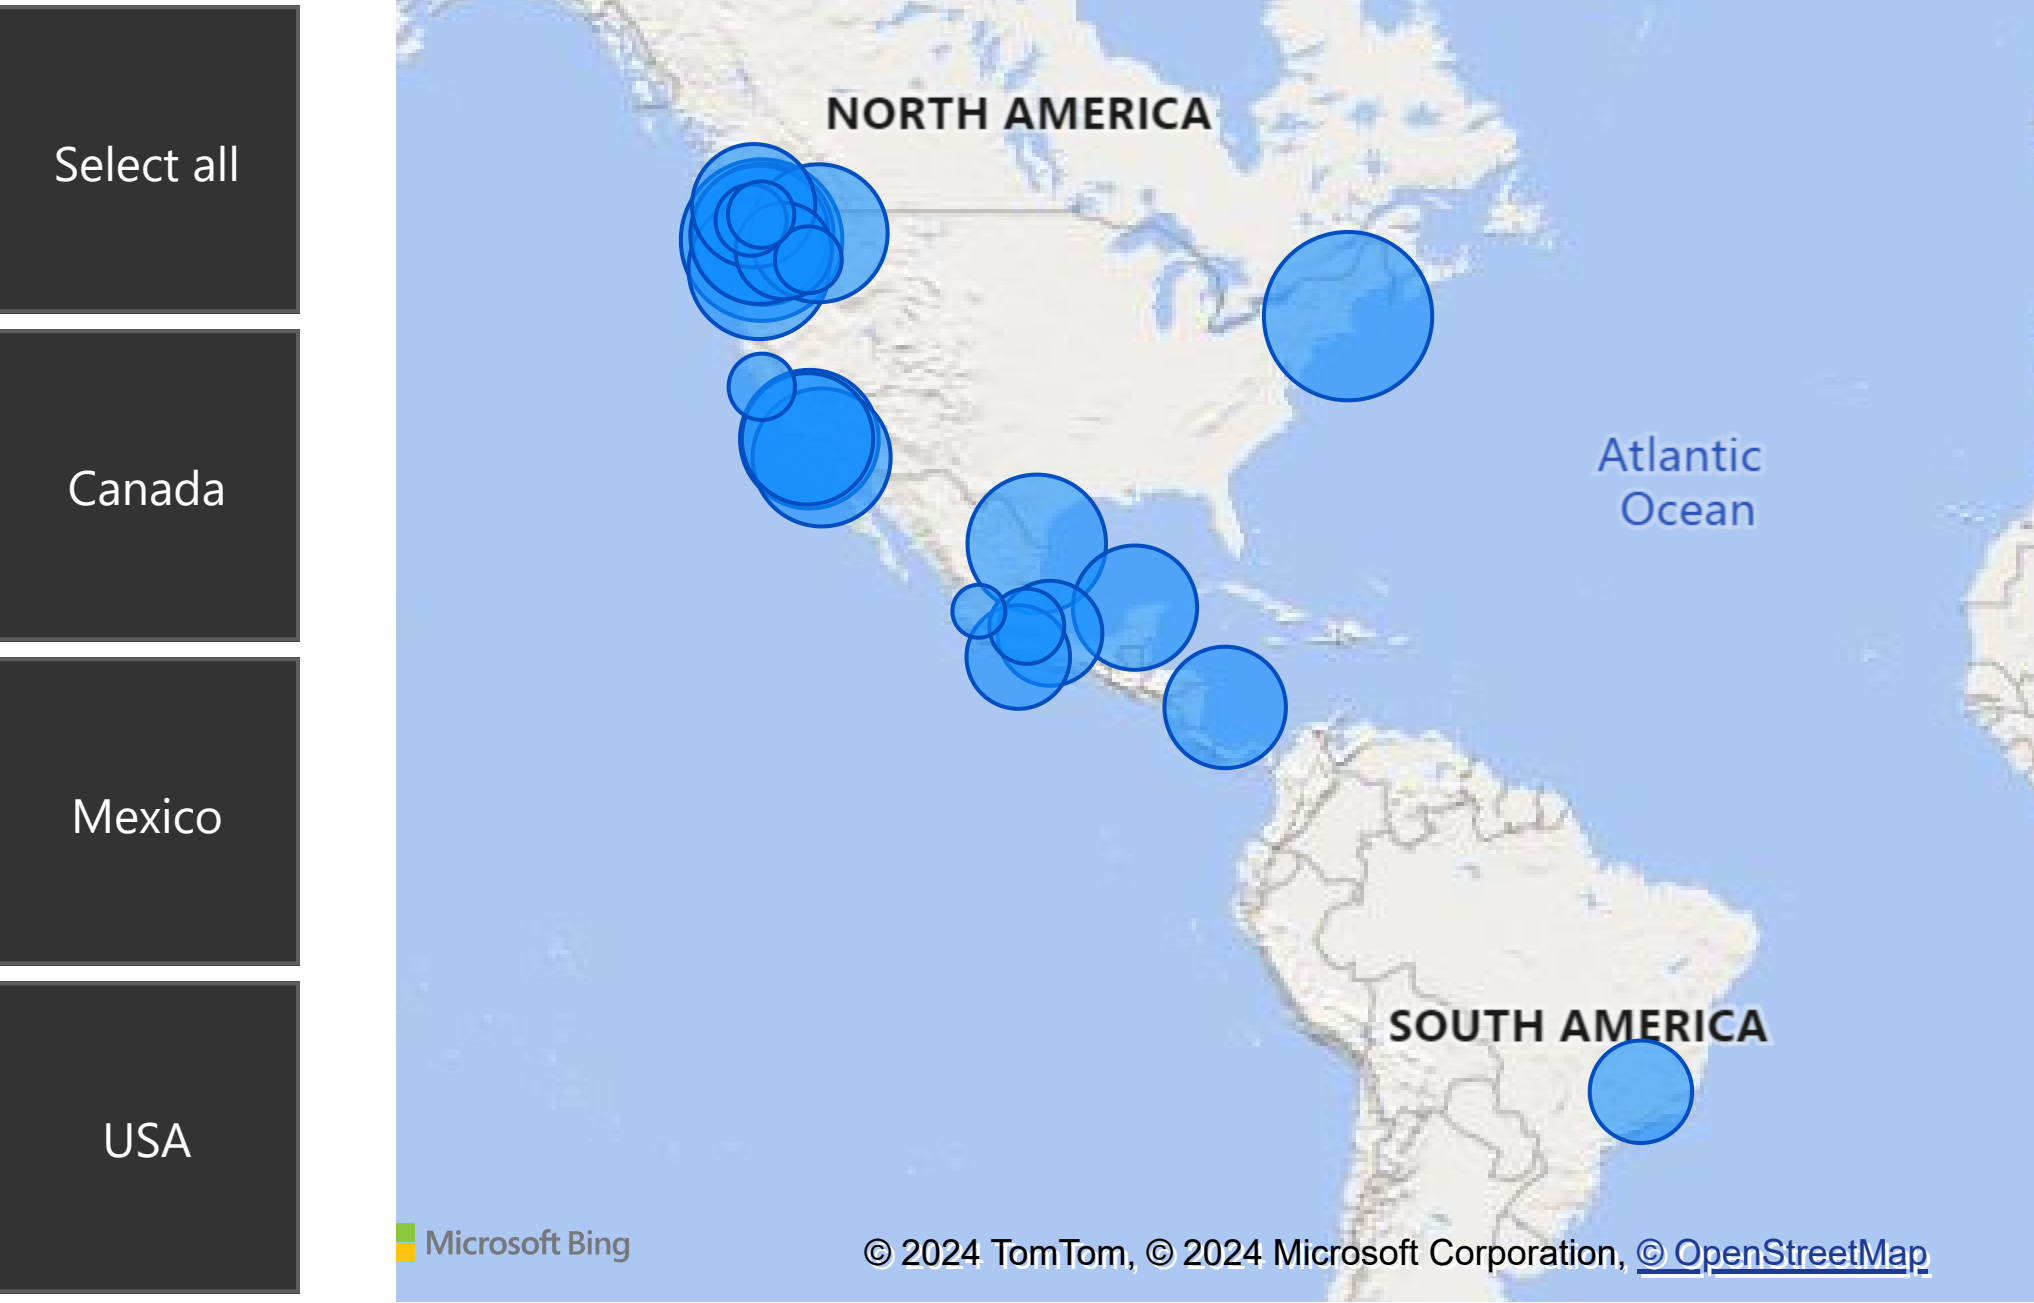 Select all
Canada
Mexico
USA
NORTH AMERICA
Atlantic
Ocean
SOUTH AMERICA
Microsoft Bing
© 2024 TomTom, © 2024 Microsoft Corporation, © OpenStreetMap